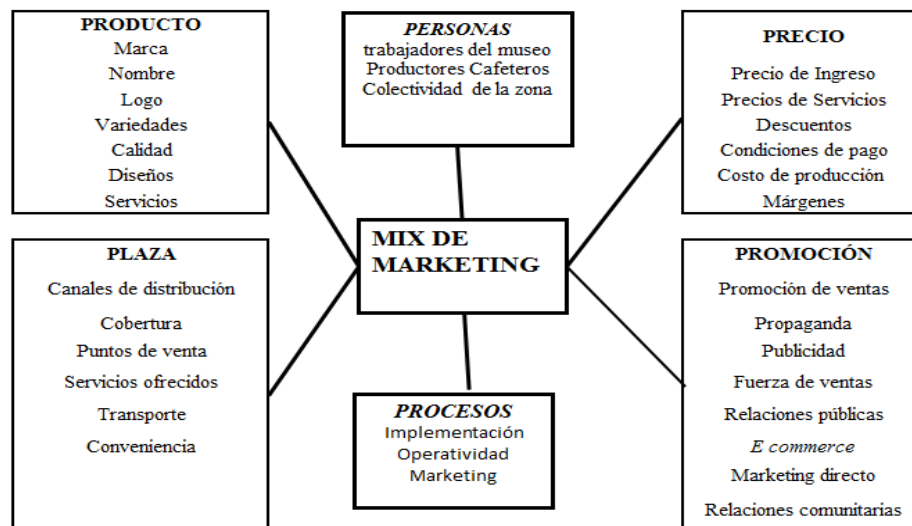 PRODUCTO
Marca
Nombre
Logo
Variedades
Calidad
Diseños
Servicios
PERSONAS
trabajadores del museo
Productores Cafeteros
Colectividad de la zona
PRECIO
Precio de Ingreso
Precios de Servicios
Descuentos
Condiciones de pago
Costo de producción
Márgenes
MIX DE
MARKETING
PLAZA
Canales de distribución
Cobertura
Puntos de venta
Servicios ofrecidos
Transporte
Conveniencia
PROCESOS
Implementación
Operatividad
Marketing
PROMOCIÓN
Promoción de ventas
Propaganda
Publicidad
Fuerza de ventas
Relaciones públicas
E commerce
Marketing directo
Relaciones comunitarias